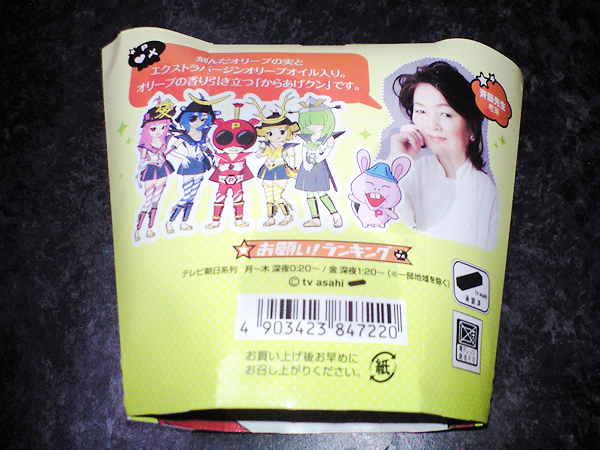 刻んだオリーブの実と
エクストラバージンオリーブオイル入り。
オリーブの香り引き立つ「からあげクン」です。
愛
P
P
P
お願い!ランキング
テレビ朝日系列 月～木 深夜0:20～ / 金 深夜1:20～ (※一部地域を除く)
©tv asahi
tv asahi
4 903423 847220
お買い上げ後お早めに
お召し上がりください。
紙